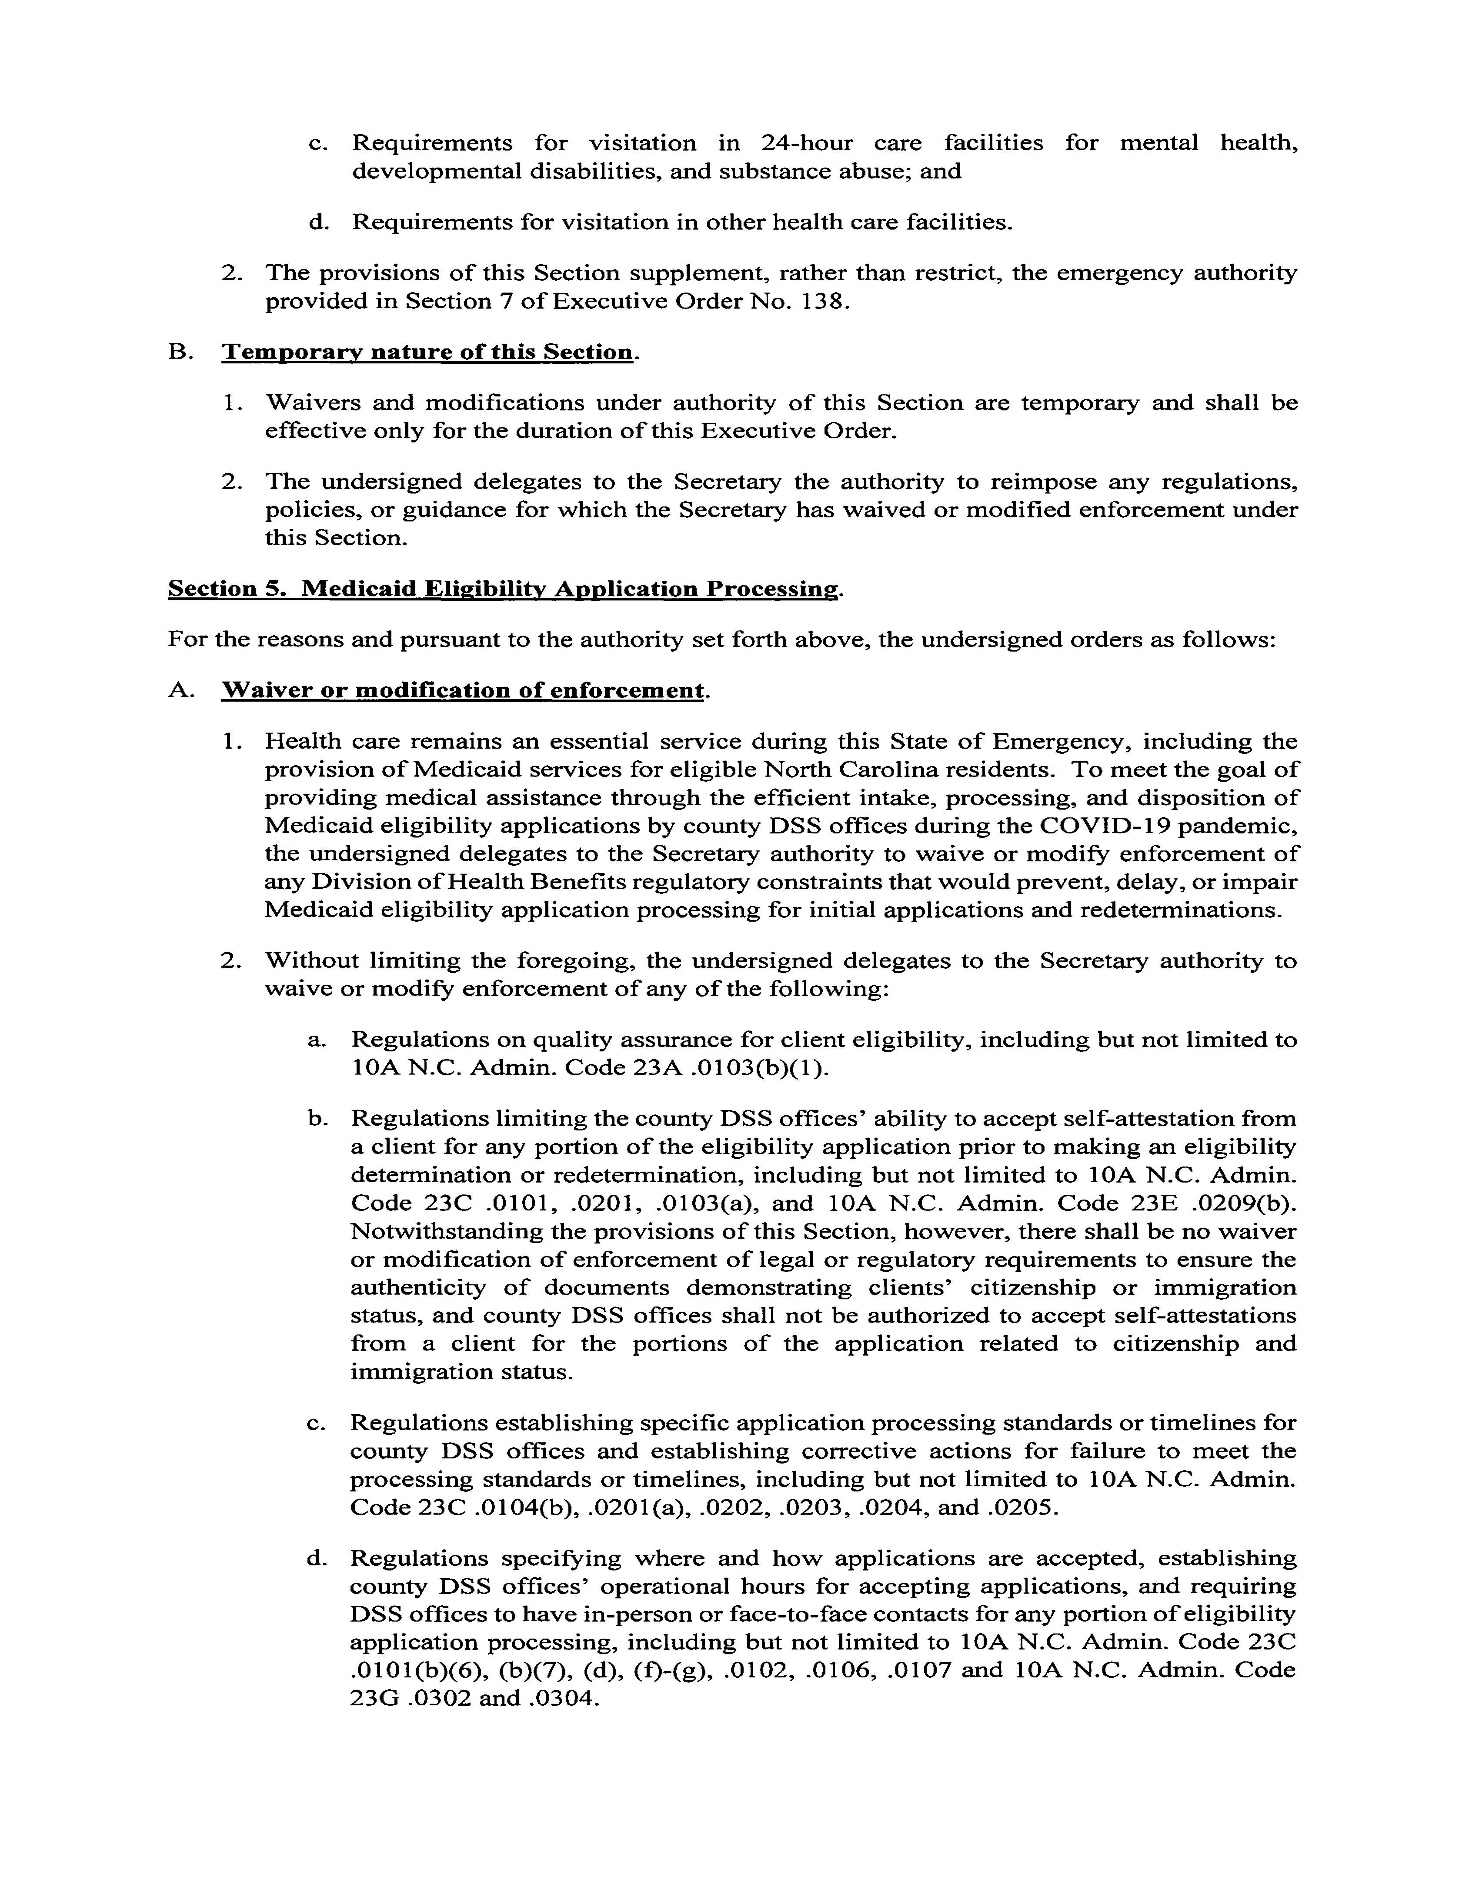 c. Requirements for visitation in 24-hour care facilities for mental health,
developmental disabilities, and substance abuse; and
d. Requirements for visitation in other health care facilities.
2. The provisions of this Section supplement, rather than restrict, the emergency authority
provided in Section 7 of Executive Order No. 138.
B. Temporary nature of this Section.
1. Waivers and modifications under authority of this Section are temporary and shall be
effective only for the duration of this Executive Order.
2. The undersigned delegates to the Secretary the authority to reimpose any regulations,
policies, or guidance for which the Secretary has waived or modified enforcement under
this Section.
Section 5. Medicaid Eligibility Application Processing.
For the reasons and pursuant to the authority set forth above, the undersigned orders as follows:
A. Waiver or modification of enforcement.
1. Health care remains an essential service during this State of Emergency, including the
provision of Medicaid services for eligible North Carolina residents. To meet the goal of
providing medical assistance through the efficient intake, processing, and disposition of
Medicaid eligibility applications by county DSS offices during the COVID-19 pandemic,
the undersigned delegates to the Secretary authority to waive or modify enforcement of
any Division of Health Benefits regulatory constraints that would prevent, delay, or impair
Medicaid eligibility application processing for initial applications and redeterminations.
2. Without limiting the foregoing, the undersigned delegates to the Secretary authority to
waive or modify enforcement of any of the following:
a. Regulations on quality assurance for client eligibility, including but not limited to
10A N.C. Admin. Code 23A .0103(b)(1).
b. Regulations limiting the county DSS offices' ability to accept self-attestation from
a client for any portion of the eligibility application prior to making an eligibility
determination or redetermination, including but not limited to 10A N.C. Admin.
Code 23C .0101, .0201, .0103(a), and 10A N.C. Admin. Code 23E .0209(b).
Notwithstanding the provisions of this Section, however, there shall be no waiver
or modification of enforcement of legal or regulatory requirements to ensure the
authenticity of documents demonstrating clients' citizenship or immigration
status, and county DSS offices shall not be authorized to accept self-attestations
from a client for the portions of the application related to citizenship and
immigration status.
c. Regulations establishing specific application processing standards or timelines for
county DSS offices and establishing corrective actions for failure to meet the
processing standards or timelines, including but not limited to 10A N.C. Admin.
Code 23C .0104(b), .0201(a), .0202, .0203, .0204, and .0205.
d. Regulations specifying where and how applications are accepted, establishing
county DSS offices' operational hours for accepting applications, and requiring
DSS offices to have in-person or face-to-face contacts for any portion of eligibility
application processing, including but not limited to 10A N.C. Admin. Code 23C
.0101(b)(6), (b)(7), (d), (f)-(g), .0102, .0106, .0107 and 10A N.C. Admin. Code
23G .0302 and .0304.